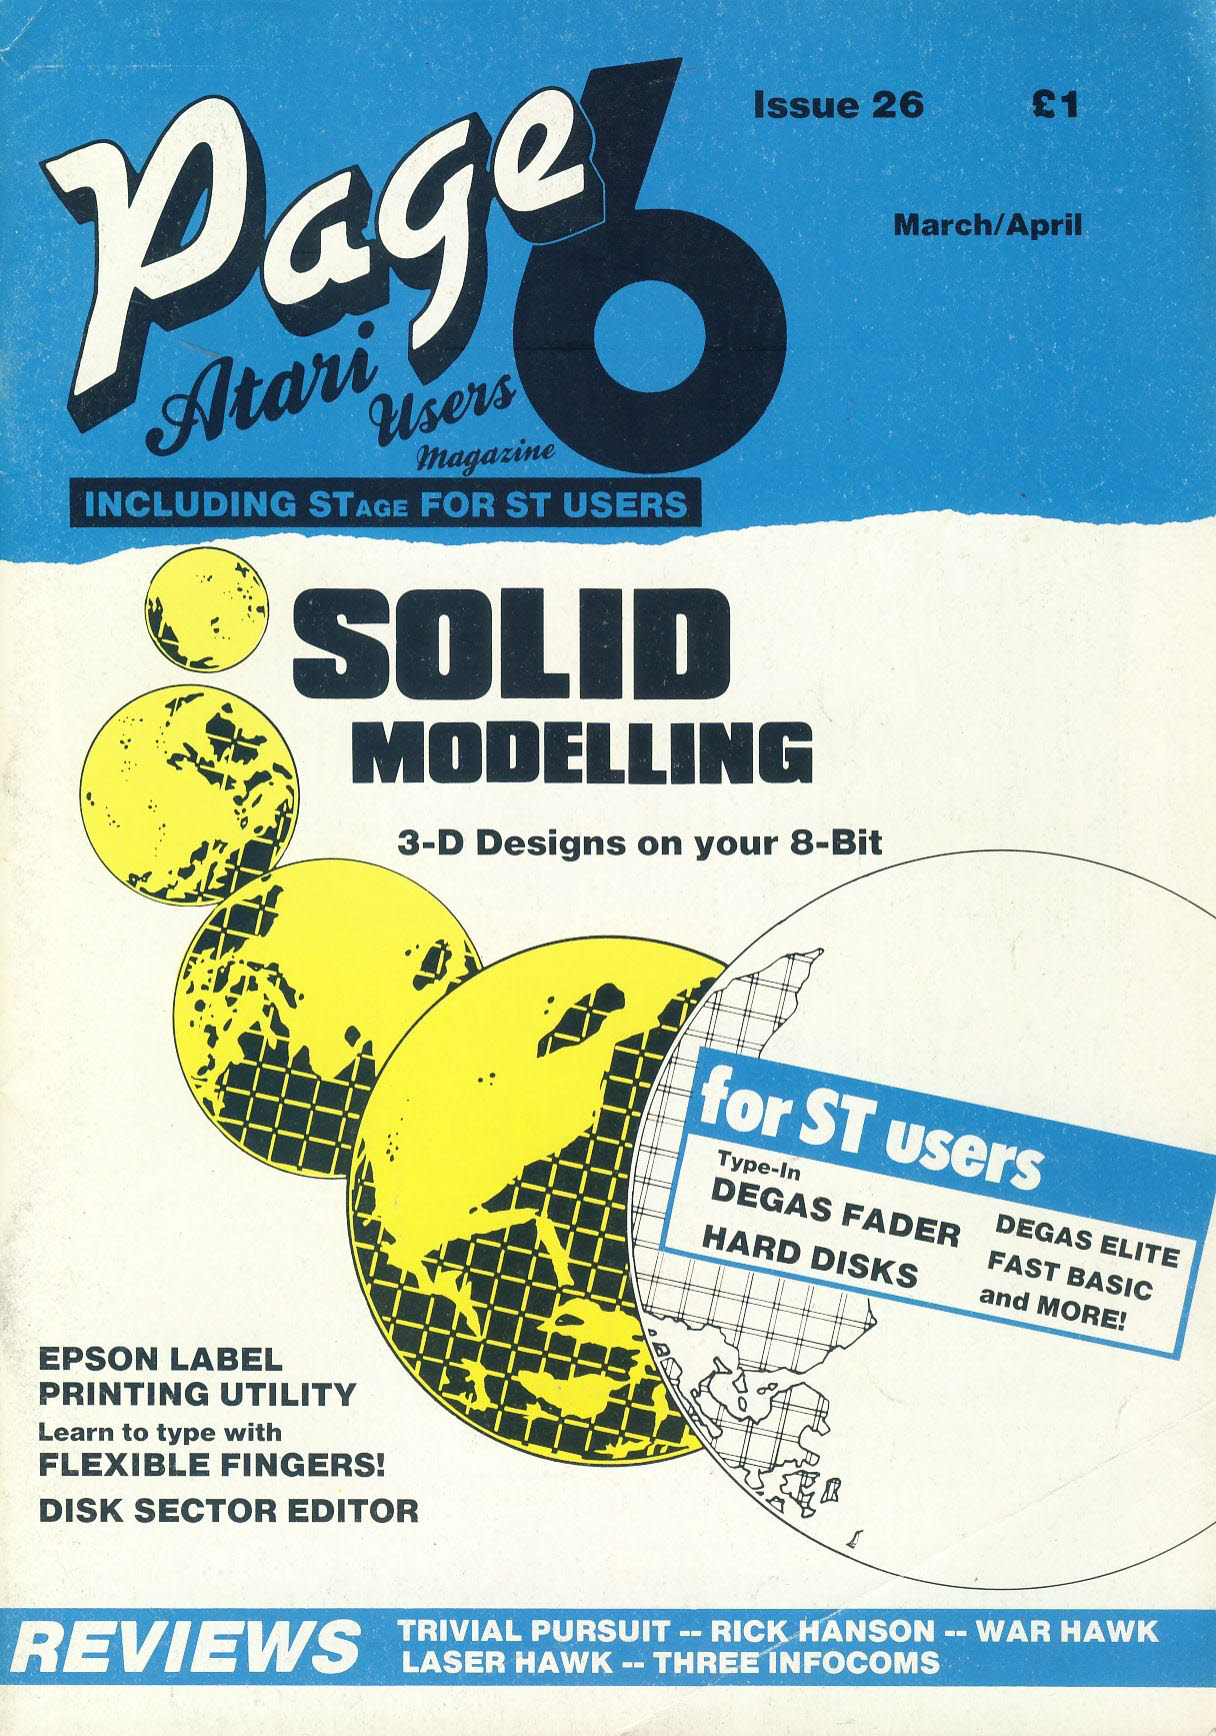 Page 6
Issue 26 £1
March/April
Atari
Users
Magazine
INCLUDING STAGE FOR ST USERS
SOLID
MODELLING
3-D Designs on your 8-Bit
for ST users
Type-In
DEGAS FADER
HARD DISKS
DEGAS ELITE
FAST BASIC
and MORE!
EPSON LABEL
PRINTING UTILITY
Learn to type with
FLEXIBLE FINGERS!
DISK SECTOR EDITOR
REVIEWS
TRIVIAL PURSUIT -- RICK HANSON -- WAR HAWK
LASER HAWK -- THREE INFOCOMS